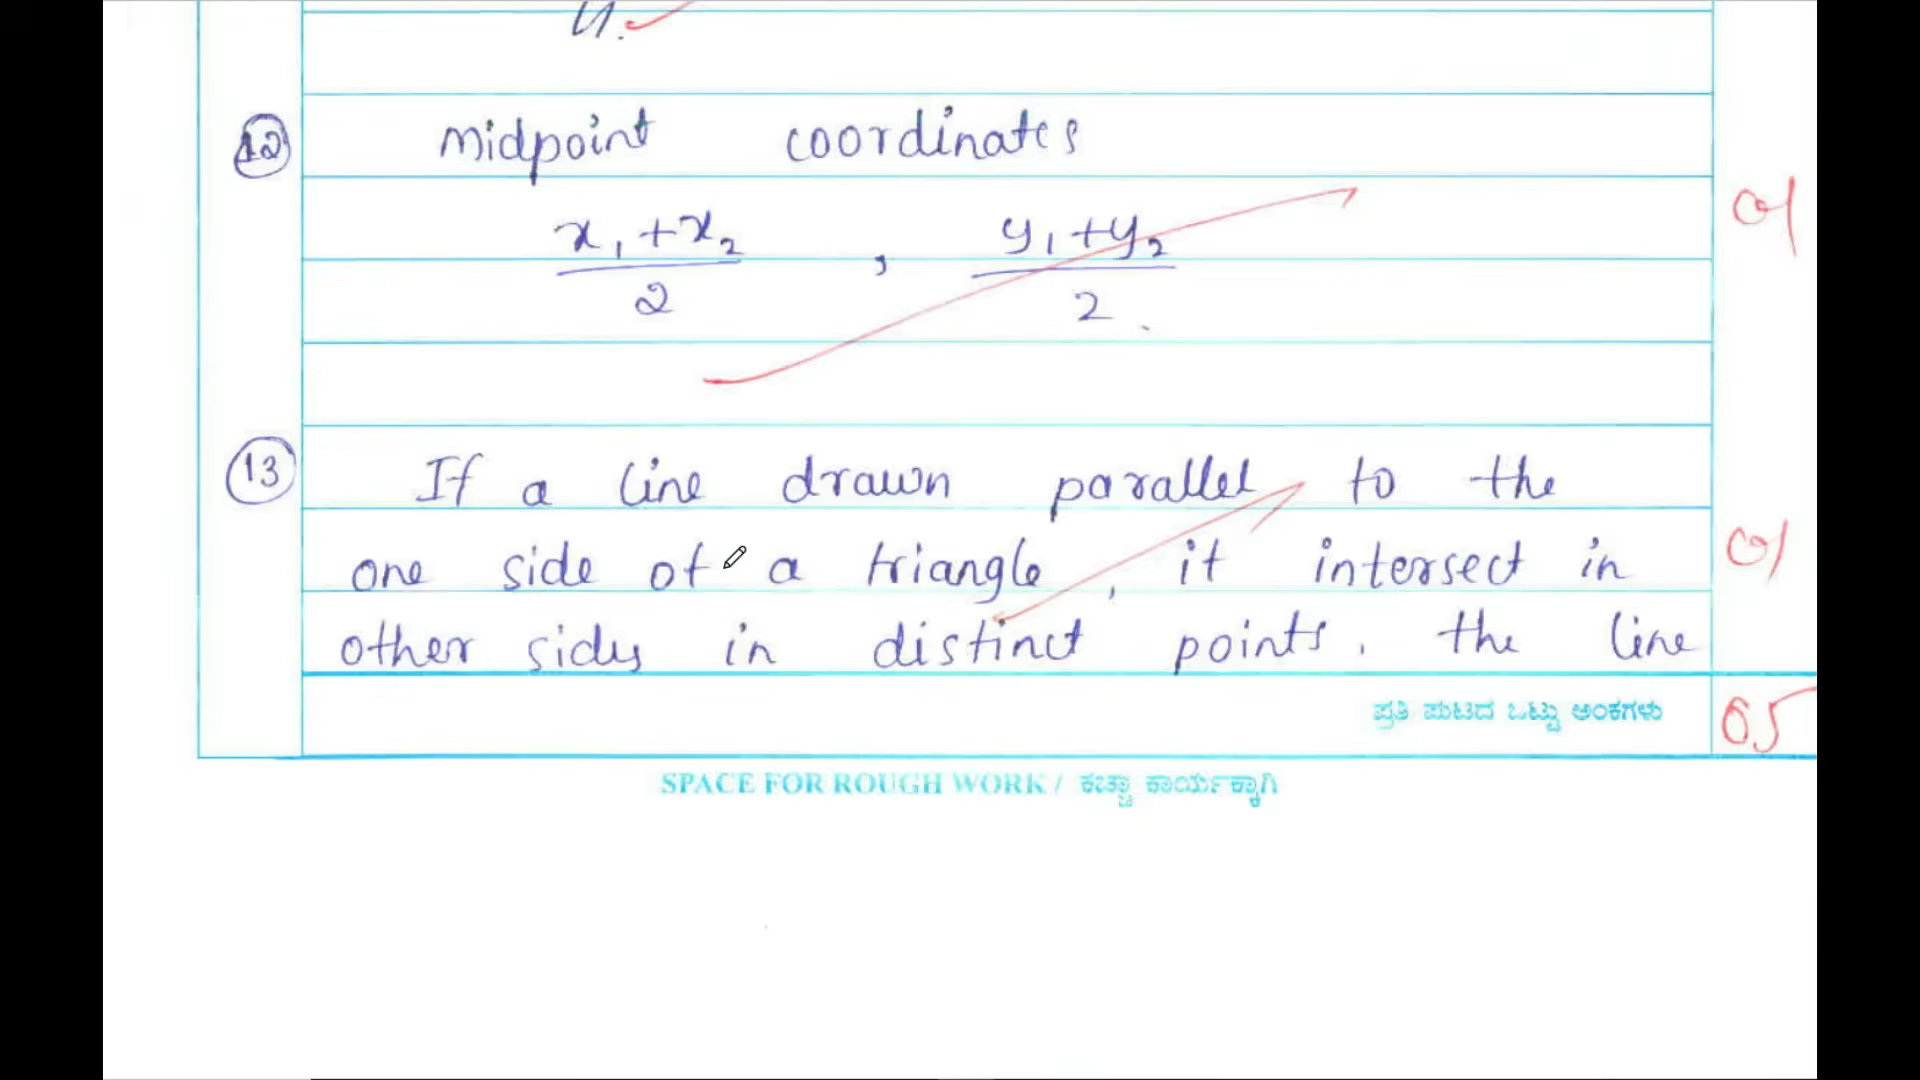 12 midpoint coordinates
x₁+x₂ / 2 , y₁+y₂ / 2 .
01
13 If a line drawn parallel to the
one side of a triangle, it intersect in
01
other sides in distinct points. the line
ಪ್ರತಿ ಪುಟದ ಒಟ್ಟು ಅಂಕಗಳು
05
SPACE FOR ROUGH WORK / ಕಚ್ಚಾ ಕಾರ್ಯಕ್ಕಾಗಿ